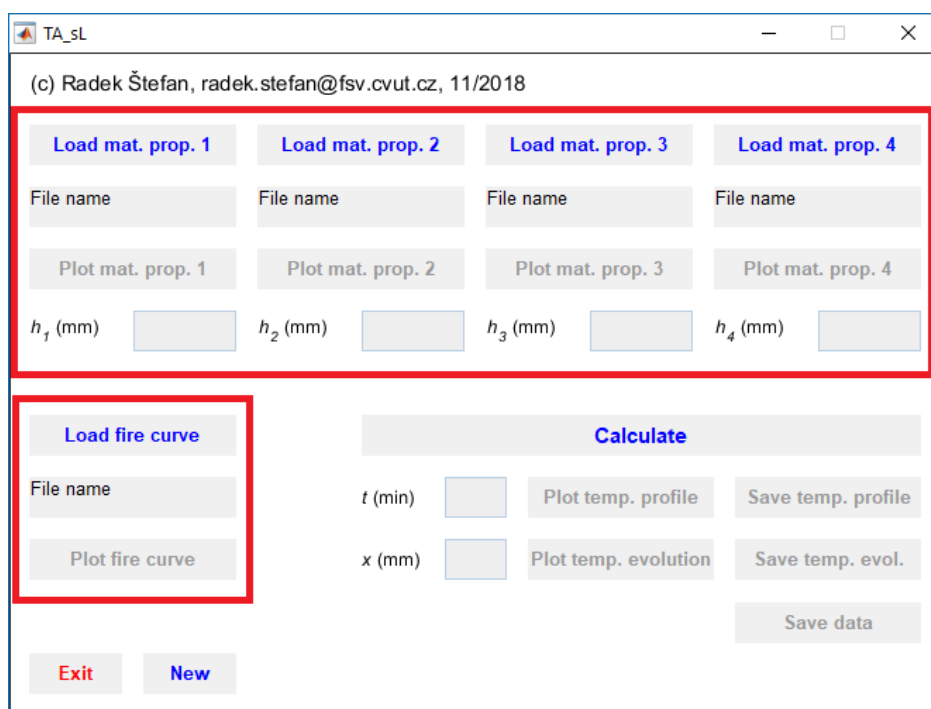 TA_sL
(c) Radek Štefan, radek.stefan@fsv.cvut.cz, 11/2018
Load mat. prop. 1 Load mat. prop. 2 Load mat. prop. 3 Load mat. prop. 4
File name File name File name File name
Plot mat. prop. 1 Plot mat. prop. 2 Plot mat. prop. 3 Plot mat. prop. 4
h1 (mm) h2 (mm) h3 (mm) h4 (mm)
Load fire curve Calculate
File name t (min) Plot temp. profile Save temp. profile
Plot fire curve x (mm) Plot temp. evolution Save temp. evol.
Save data
Exit New